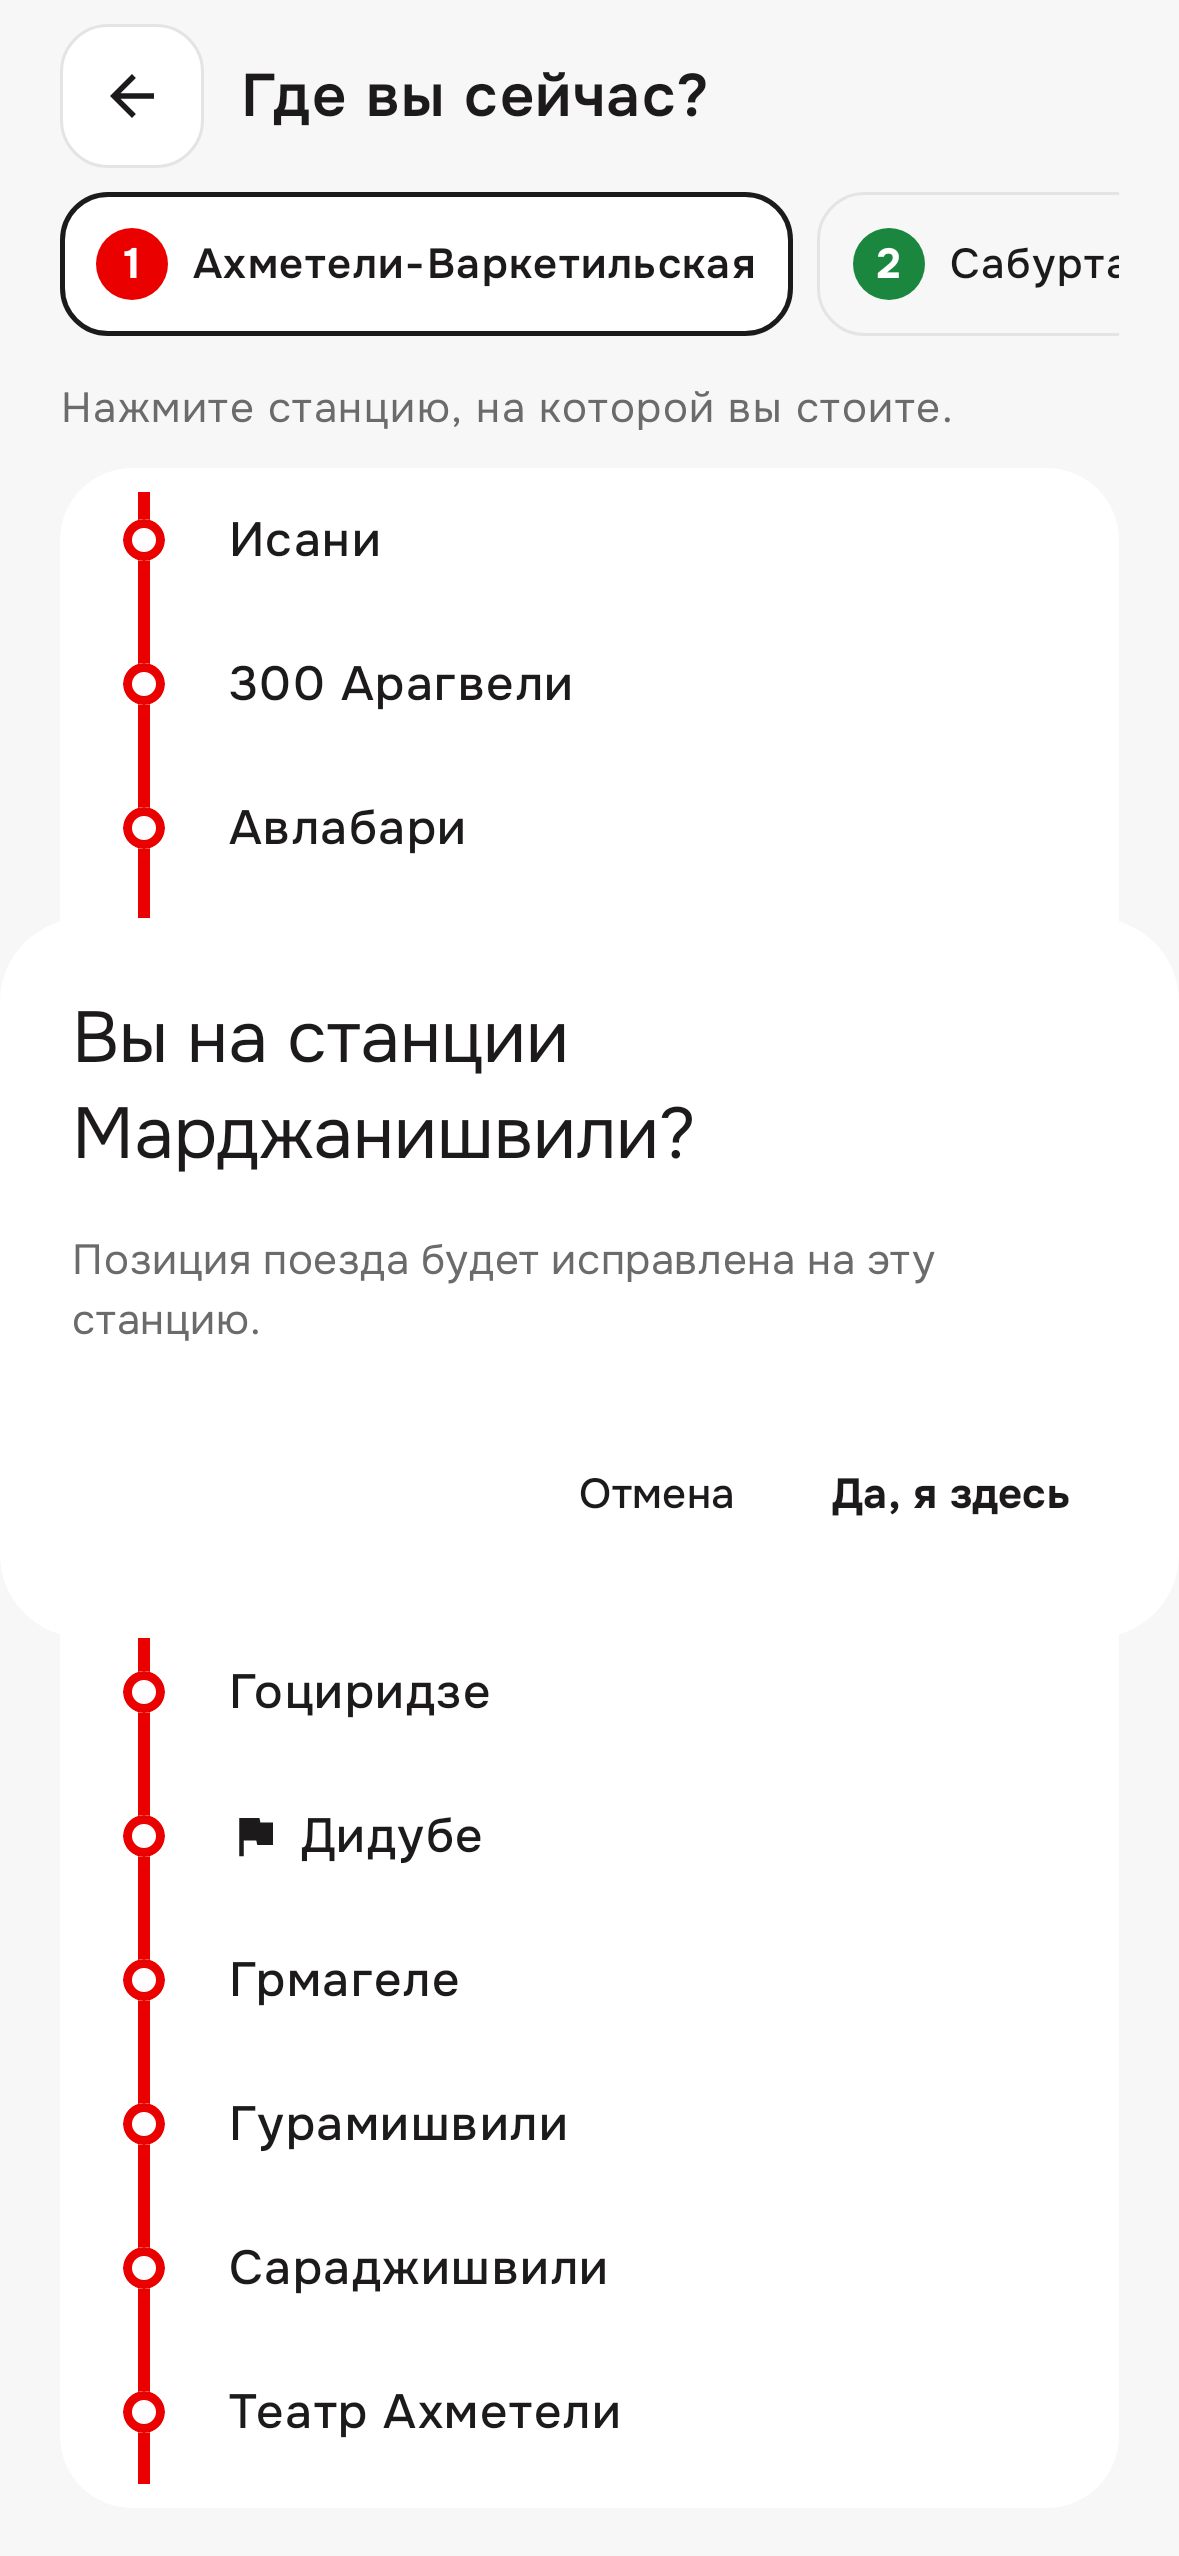 Где вы сейчас?
1 Ахметели-Варкетильская
2 Сабурта
Нажмите станцию, на которой вы стоите.
Исани
300 Арагвели
Авлабари
Вы на станции
Марджанишвили?
Позиция поезда будет исправлена на эту
станцию.
Отмена
Да, я здесь
Гоциридзе
Дидубе
Грмагеле
Гурамишвили
Сараджишвили
Театр Ахметели